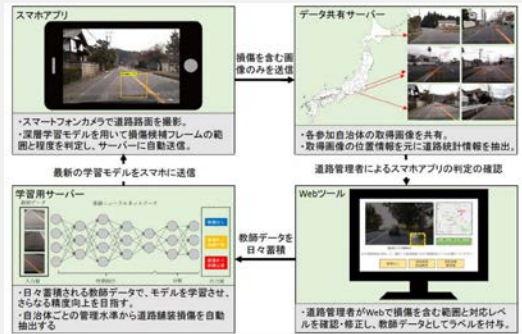 スマホアプリ
・スマートフォンカメラで道路路面を撮影。
・深層学習モデルを用いて損傷候補フレームの範
囲と程度を判定し、サーバーに自動送信。
損傷を含む画
像のみを送信
データ共有サーバー
・各参加自治体の取得画像を共有。
・取得画像の位置情報を元に道路統計情報を抽出。
道路管理者によるスマホアプリの判定の確認
Webツール
・道路管理者がWebで損傷を含む範囲と対応レベ
ルを確認・修正し、教師データとしてラベルを付与。
教師データを
日々蓄積
最新の学習モデルをスマホに送信
学習用サーバー
・日々蓄積される教師データで、モデルを学習させ、
さらなる精度向上を目指す。
・自治体ごとの管理水準から道路舗装損傷を自動
抽出する